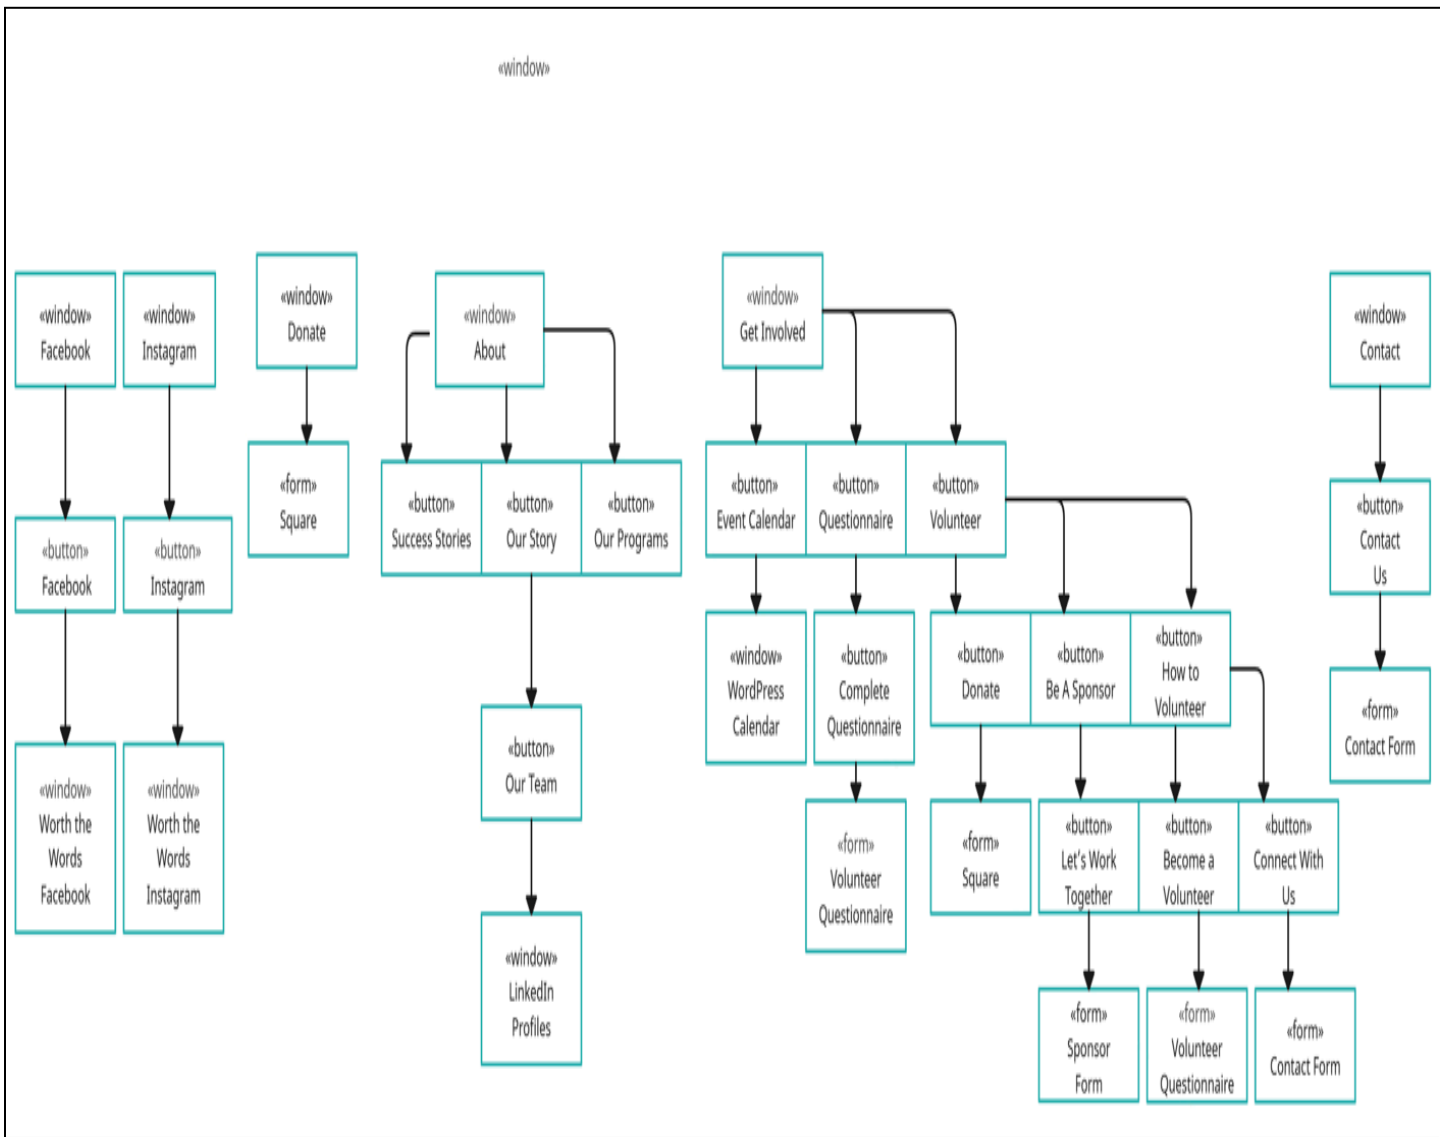 «window»
«window»
Facebook
«window»
Instagram
«window»
Donate
«window»
About
«window»
Get Involved
«window»
Contact
«form»
Square
«button»
Success Stories
«button»
Our Story
«button»
Our Programs
«button»
Event Calendar
«button»
Questionnaire
«button»
Volunteer
«button»
Contact
Us
«button»
Facebook
«button»
Instagram
«window»
WordPress
Calendar
«button»
Complete
Questionnaire
«button»
Donate
«button»
Be A Sponsor
«button»
How to
Volunteer
«form»
Contact Form
«window»
Worth the
Words
Facebook
«window»
Worth the
Words
Instagram
«button»
Our Team
«form»
Volunteer
Questionnaire
«form»
Square
«button»
Let's Work
Together
«button»
Become a
Volunteer
«button»
Connect With
Us
«window»
LinkedIn
Profiles
«form»
Sponsor
Form
«form»
Volunteer
Questionnaire
«form»
Contact Form